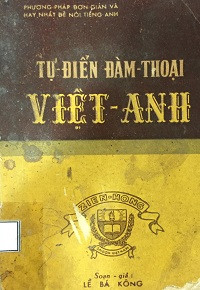 PHƯƠNG-PHÁP ĐƠN-GIẢN VÀ
HAY NHẤT ĐỂ NÓI TIẾNG ANH
TỰ-ĐIỂN ĐÀM-THOẠI
VIỆT-ANH
ZIEN-HONG
Soạn-giả:
LÊ BÁ KÔNG